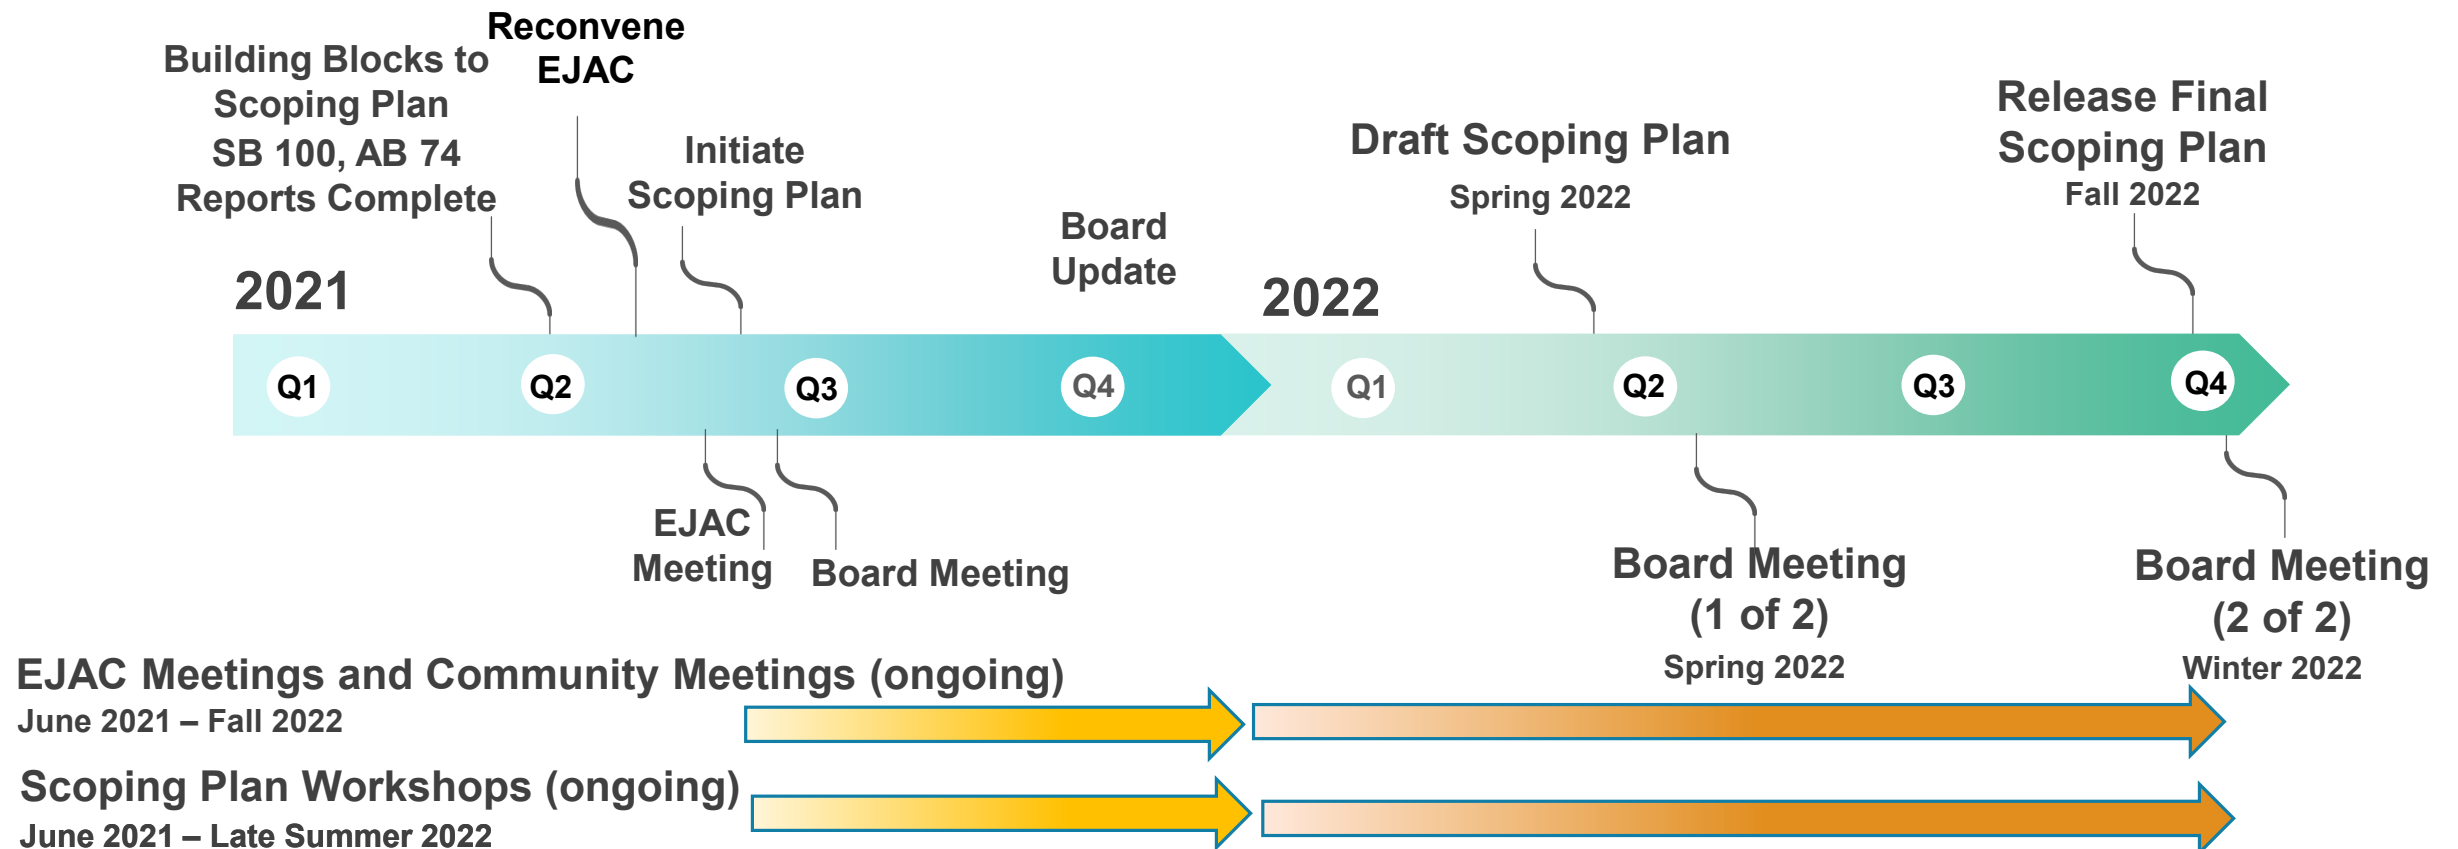 Reconvene
EJAC
Building Blocks to
Scoping Plan
SB 100, AB 74
Reports Complete
Initiate
Scoping Plan
Board
Update
Draft Scoping Plan
Spring 2022
Release Final
Scoping Plan
Fall 2022
2021
2022
Q1
Q2
Q3
Q4
Q1
Q2
Q3
Q4
EJAC
Meeting
Board Meeting
Board Meeting
(1 of 2)
Spring 2022
Board Meeting
(2 of 2)
Winter 2022
EJAC Meetings and Community Meetings (ongoing)
June 2021 – Fall 2022
Scoping Plan Workshops (ongoing)
June 2021 – Late Summer 2022